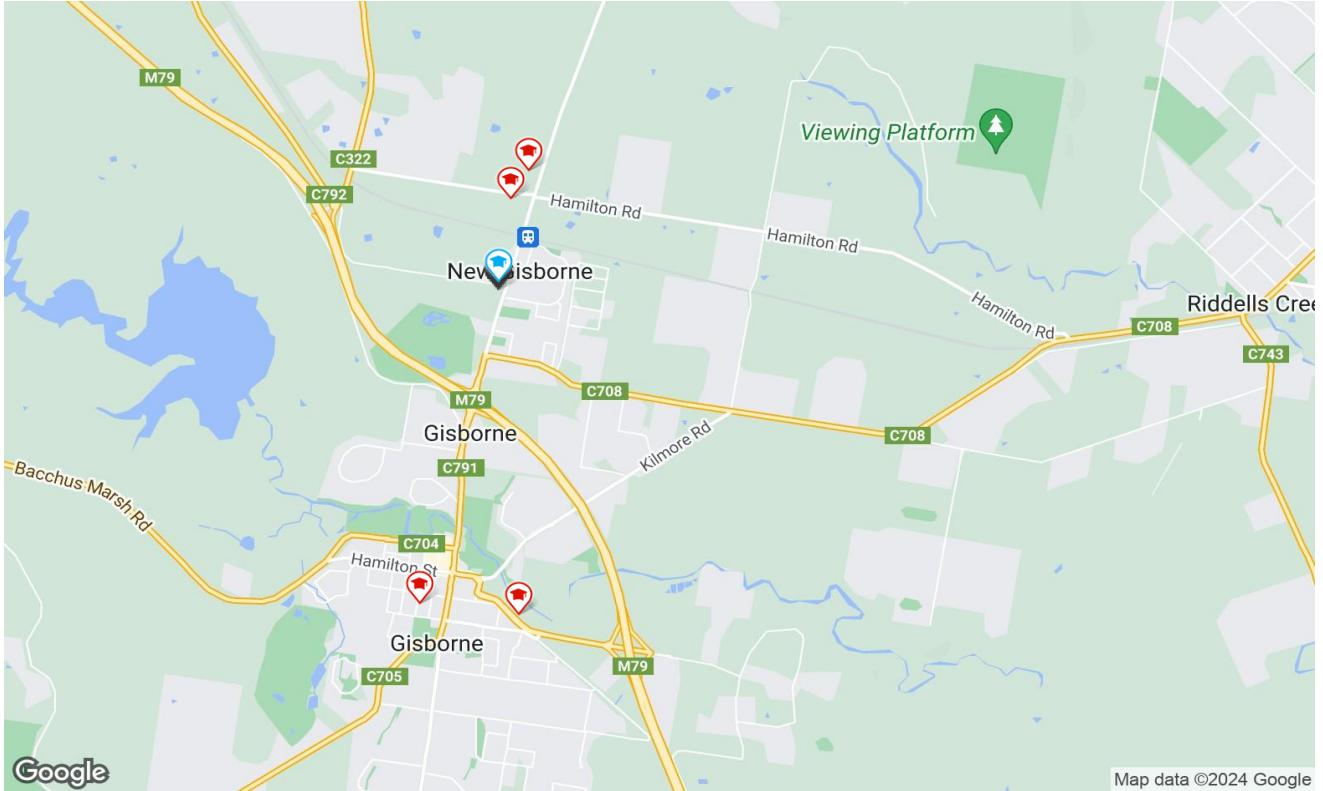 M79
Viewing Platform
C322
C792
Hamilton Rd
Hamilton Rd
New Gisborne
Hamilton Rd
Riddells Cree
C708
C743
C708
M79
Gisborne
Kilmore Rd
C708
C791
Bacchus Marsh Rd
C704
Hamilton St
Gisborne
M79
C705
Google
Map data ©2024 Google